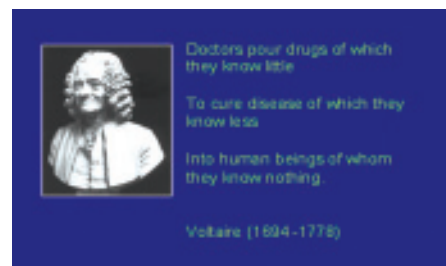 Doctors pour drugs of which
they know little
To cure disease of which they
know less
Into human beings of whom
they know nothing.
Voltaire (1694-1778)